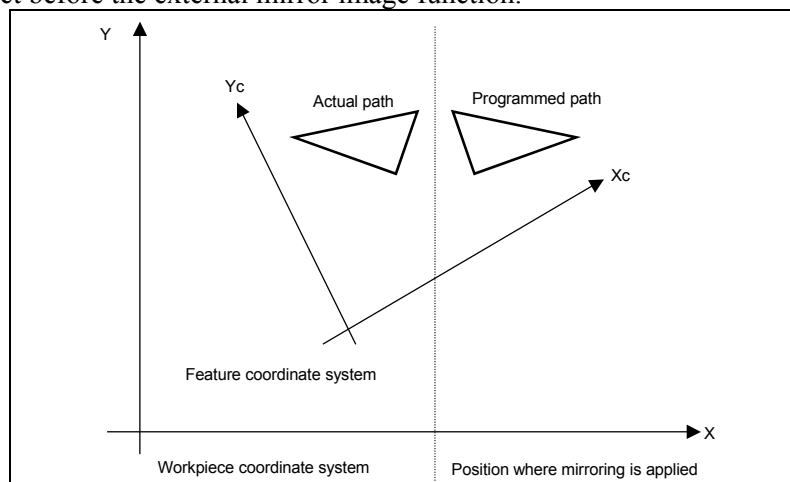 ct before the external mirror image function.
Y
Yc
Actual path
Programmed path
Xc
Feature coordinate system
X
Workpiece coordinate system
Position where mirroring is applied